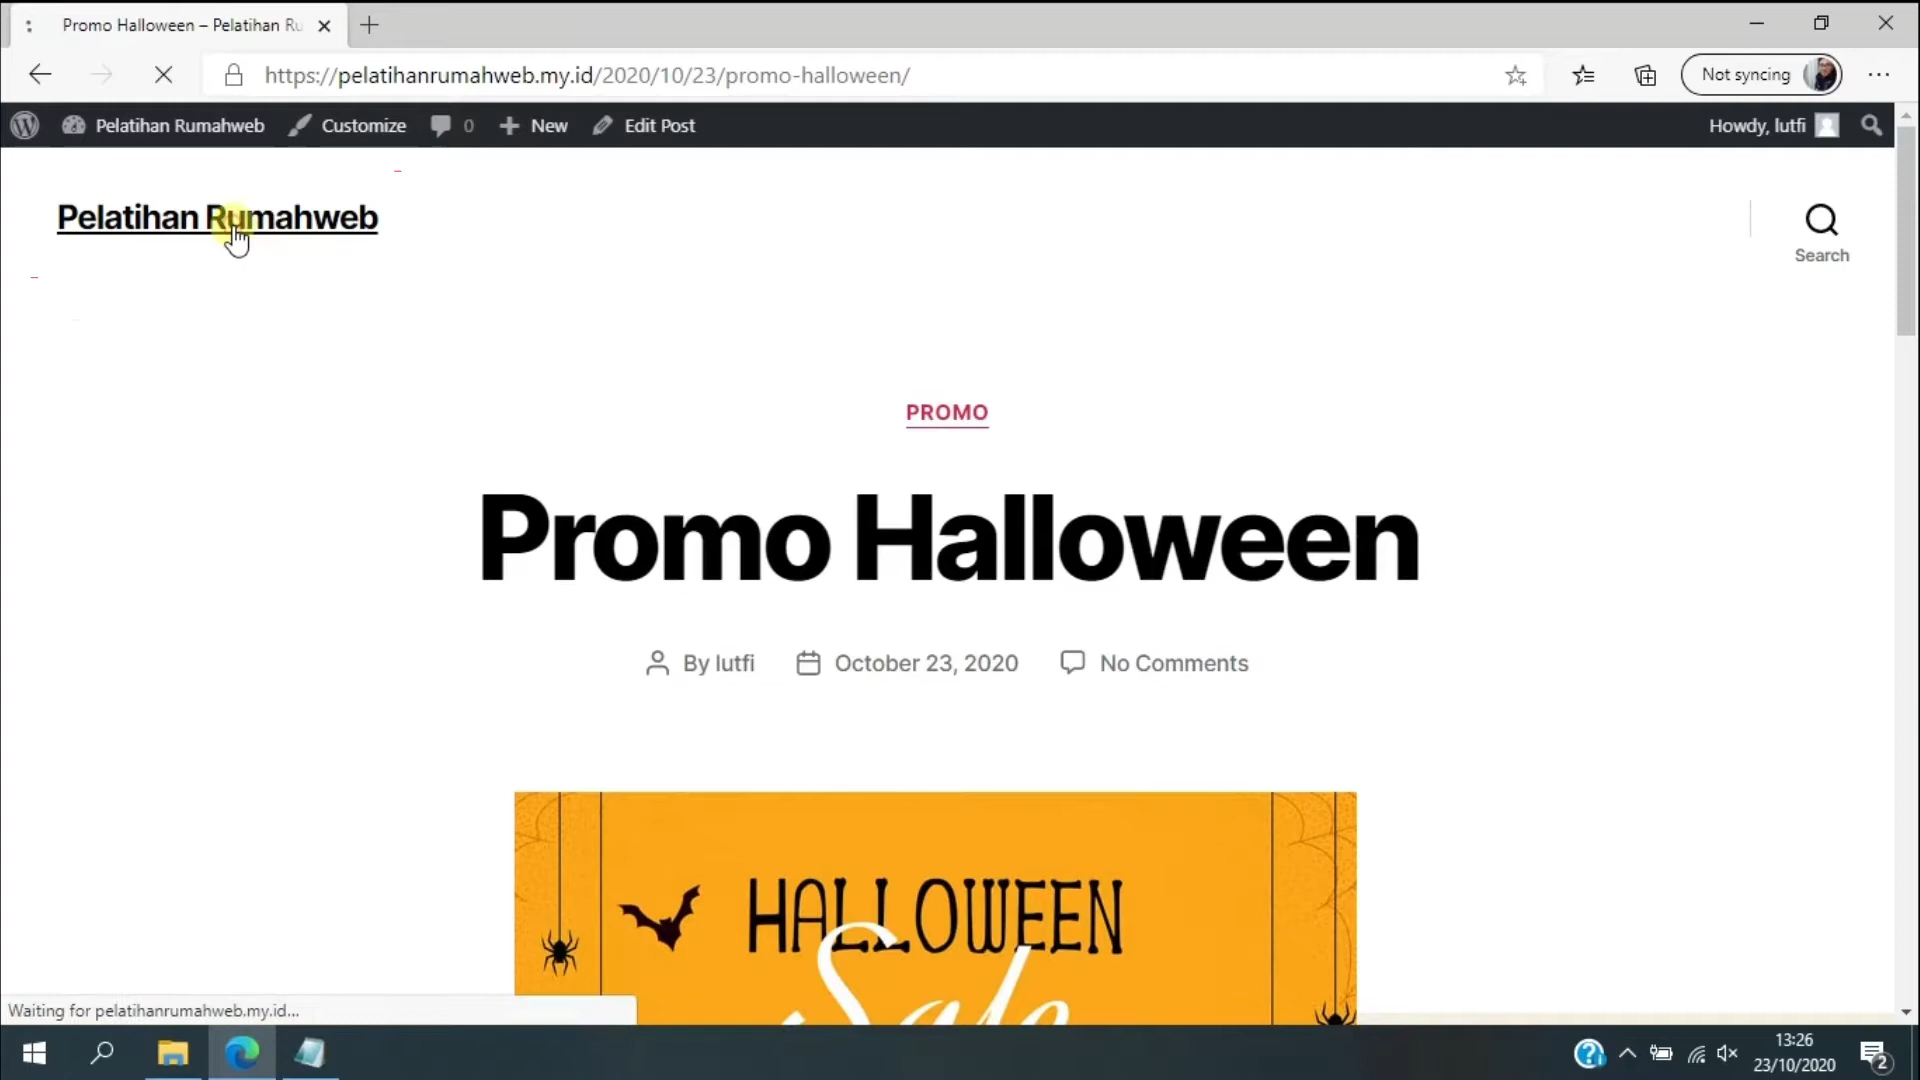 Promo Halloween – Pelatihan Ru
https://pelatihanrumahweb.my.id/2020/10/23/promo-halloween/
Not syncing
Pelatihan Rumahweb Customize 0 New Edit Post Howdy, lutfi
Pelatihan Rumahweb
Search
PROMO
Promo Halloween
By lutfi October 23, 2020 No Comments
HALLOWEEN
Sale
Waiting for pelatihanrumahweb.my.id...
13:26
23/10/2020
2